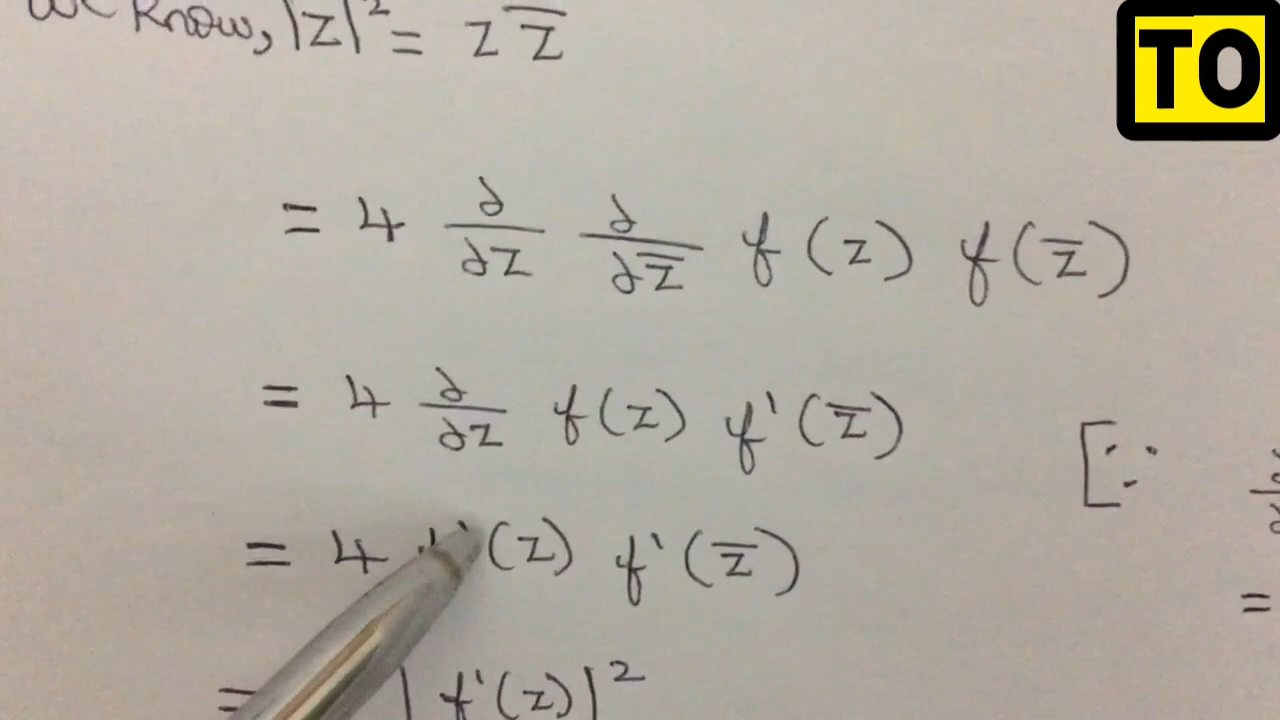 We know, |z|² = z z̅
TO
= 4 ∂/∂z ∂/∂z̅ f(z) f(z̅)
= 4 ∂/∂z f(z) f'(z̅) [∵
= 4 f'(z) f'(z̅)
= |f'(z)|²